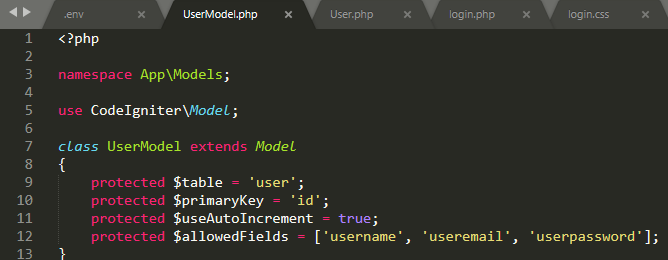 .env UserModel.php User.php login.php login.css
1 <?php
2
3 namespace App\Models;
4
5 use CodeIgniter\Model;
6
7 class UserModel extends Model
8 {
9     protected $table = 'user';
10     protected $primaryKey = 'id';
11     protected $useAutoIncrement = true;
12     protected $allowedFields = ['username', 'useremail', 'userpassword'];
13 }